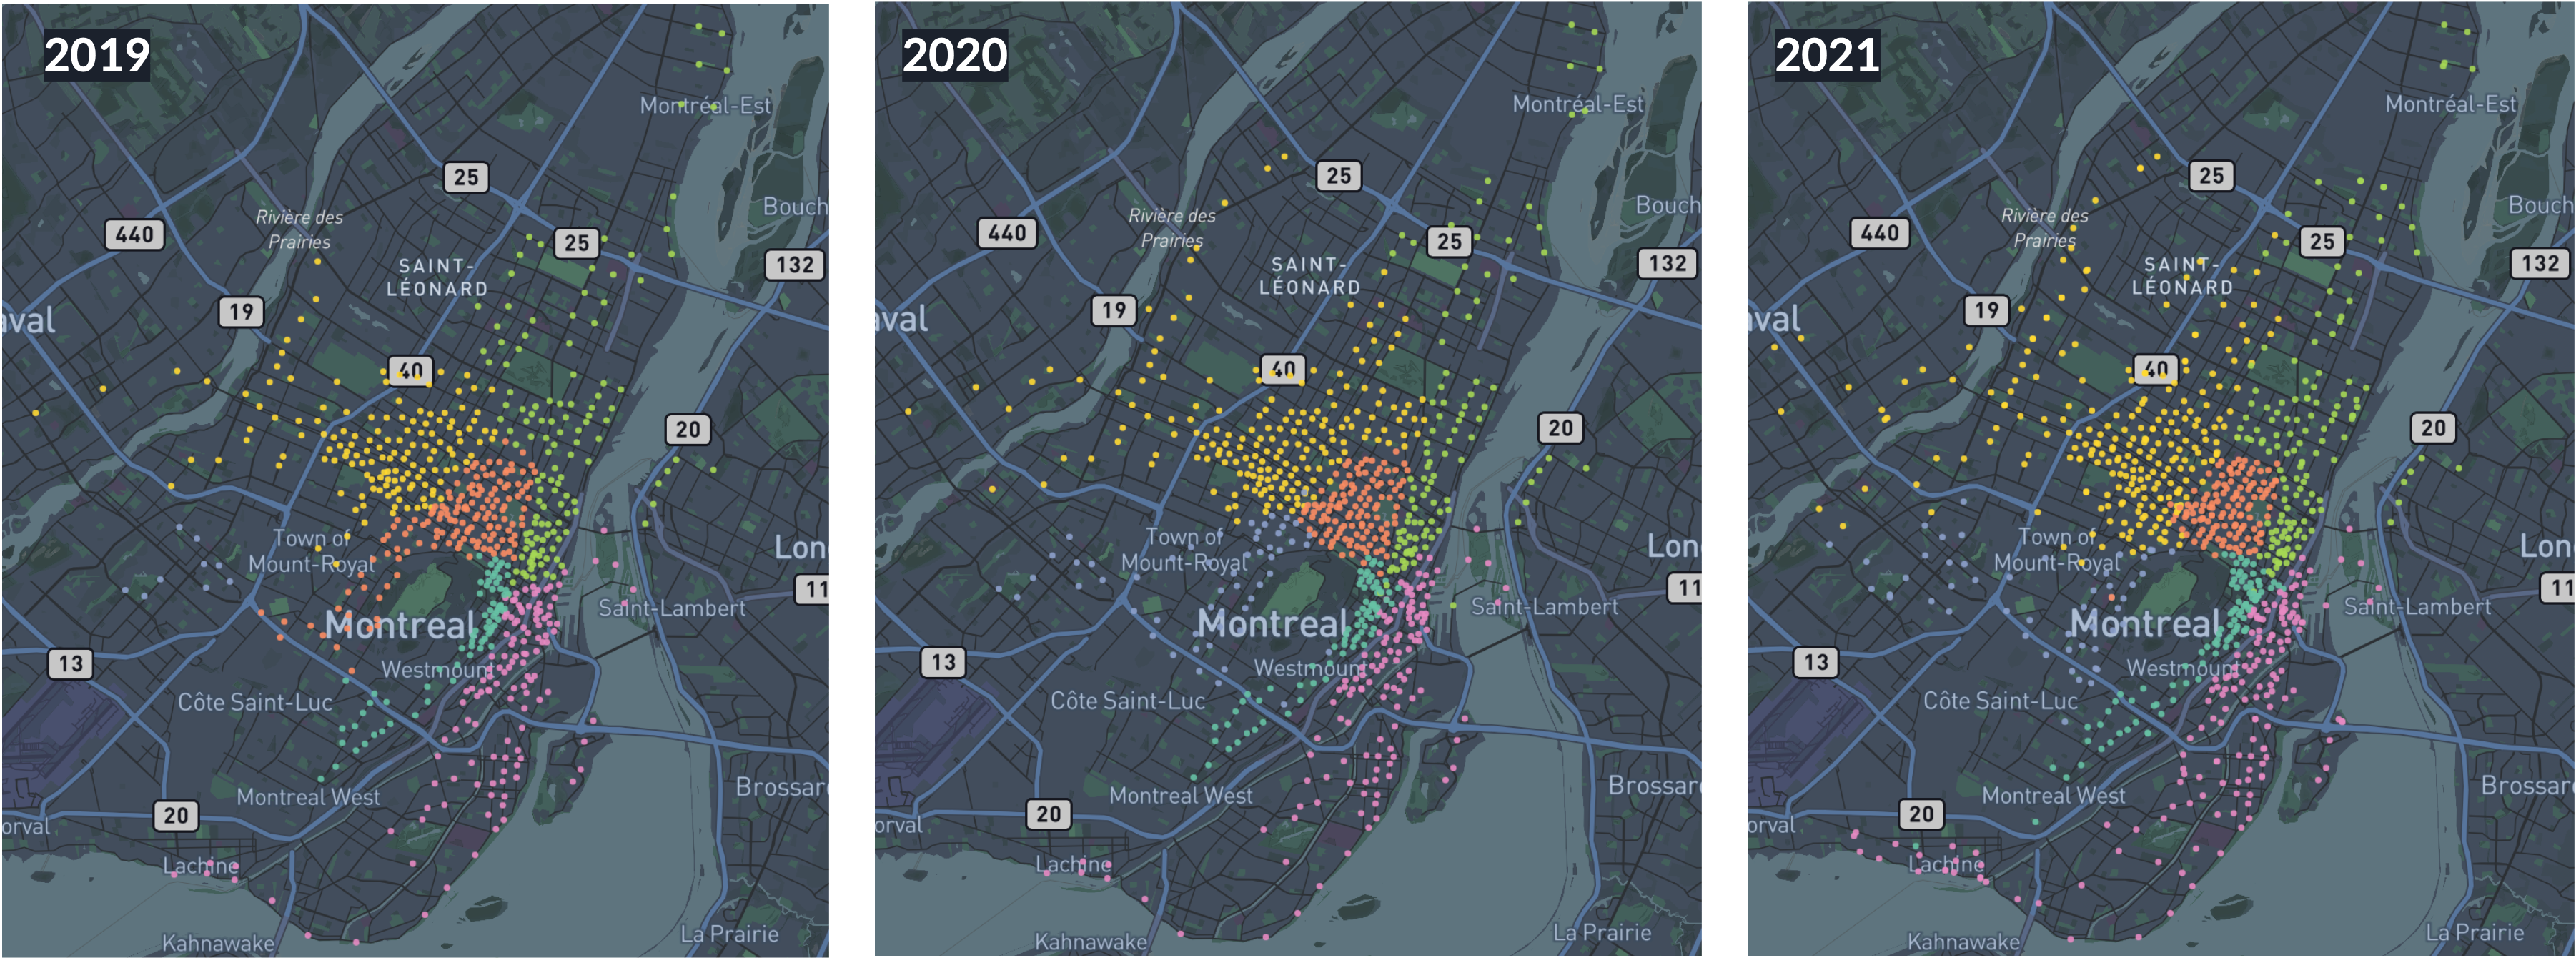 2019
Montréal-Est
25
Rivière des
Prairies
Bouch
440
25
SAINT-
LÉONARD
132
19
aval
40
20
Town of
Mount-Royal
Lon
11
Saint-Lambert
Montreal
13
Westmount
Côte Saint-Luc
Brossar
Montreal West
20
orval
Lachine
La Prairie
Kahnawake
2020
Montréal-Est
25
Rivière des
Prairies
Bouch
440
25
SAINT-
LÉONARD
132
19
aval
40
20
Town of
Mount-Royal
Lon
11
Saint-Lambert
Montreal
13
Westmount
Côte Saint-Luc
Brossar
Montreal West
20
orval
Lachine
La Prairie
Kahnawake
2021
Montréal-Est
25
Rivière des
Prairies
Bouch
440
25
SAINT-
LÉONARD
132
19
aval
40
20
Town of
Mount-Royal
Lon
11
Saint-Lambert
Montreal
13
Westmount
Côte Saint-Luc
Brossar
Montreal West
20
orval
Lachine
La Prairie
Kahnawake